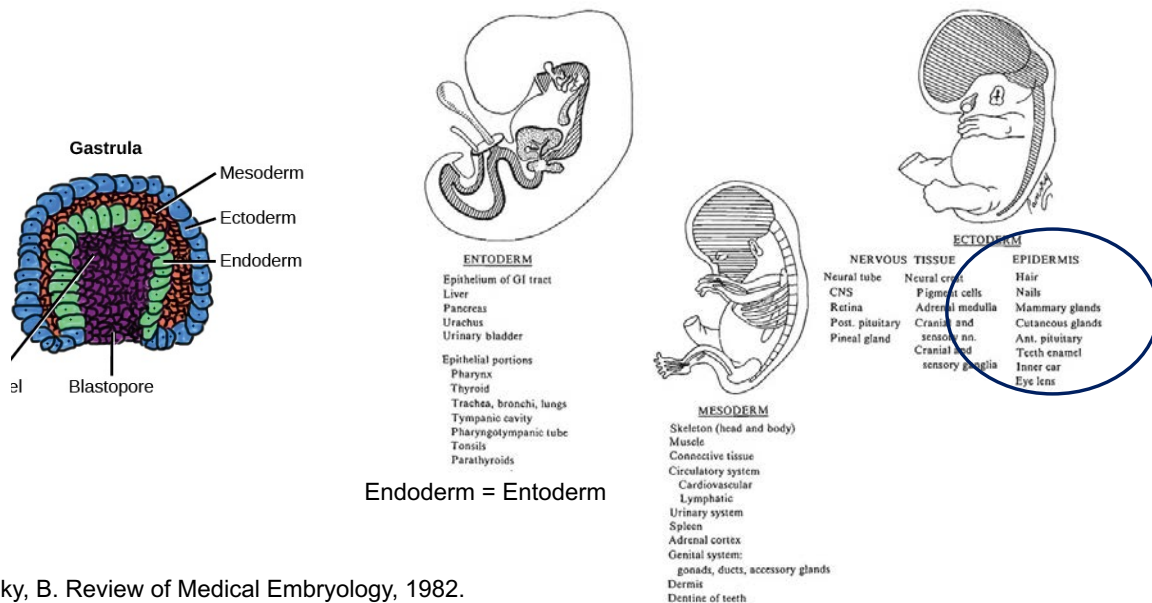 Gastrula
Mesoderm
Ectoderm
Endoderm
el
Blastopore
ENTODERM
Epithelium of GI tract
Liver
Pancreas
Urachus
Urinary bladder
Epithelial portions
Pharynx
Thyroid
Trachea, bronchi, lungs
Tympanic cavity
Pharyngotympanic tube
Tonsils
Parathyroids
Endoderm = Entoderm
MESODERM
Skeleton (head and body)
Muscle
Connective tissue
Circulatory system
Cardiovascular
Lymphatic
Urinary system
Spleen
Adrenal cortex
Genital system:
gonads, ducts, accessory glands
Dermis
Dentine of teeth
ECTODERM
NERVOUS TISSUE
Neural tube
CNS
Retina
Post. pituitary
Pineal gland
Neural crest
Pigment cells
Adrenal medulla
Cranial and
sensory nn.
Cranial and
sensory ganglia
EPIDERMIS
Hair
Nails
Mammary glands
Cutaneous glands
Ant. pituitary
Teeth enamel
Inner ear
Eye lens
ky, B. Review of Medical Embryology, 1982.